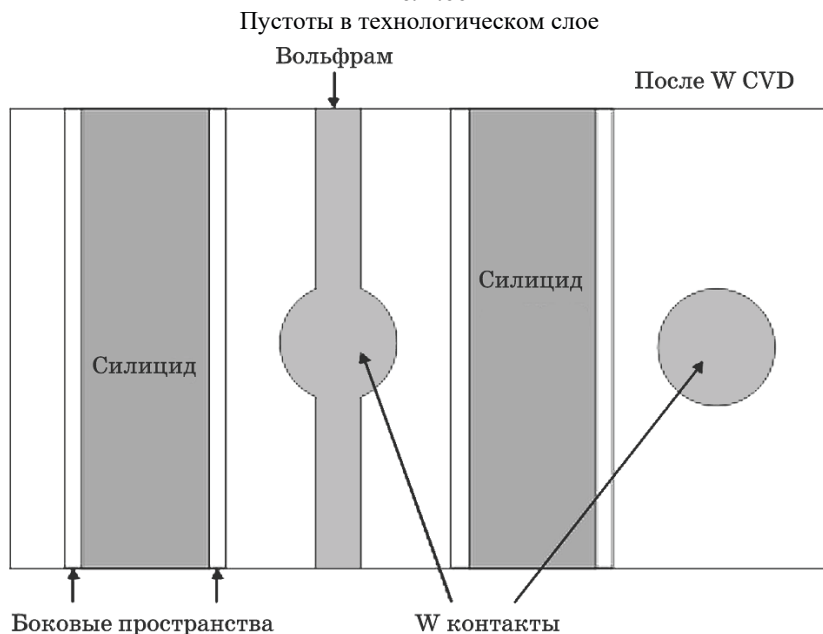 Пустоты в технологическом слое
Вольфрам
После W CVD
Силицид
Силицид
Боковые пространства
W контакты